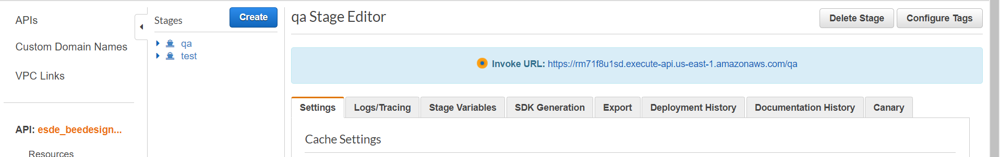 APIs
Custom Domain Names
VPC Links
API: esde_beedesign...
Resources
Stages
Create
qa
test
qa Stage Editor
Delete Stage
Configure Tags
Invoke URL: https://rm71f8u1sd.execute-api.us-east-1.amazonaws.com/qa
Settings
Logs/Tracing
Stage Variables
SDK Generation
Export
Deployment History
Documentation History
Canary
Cache Settings